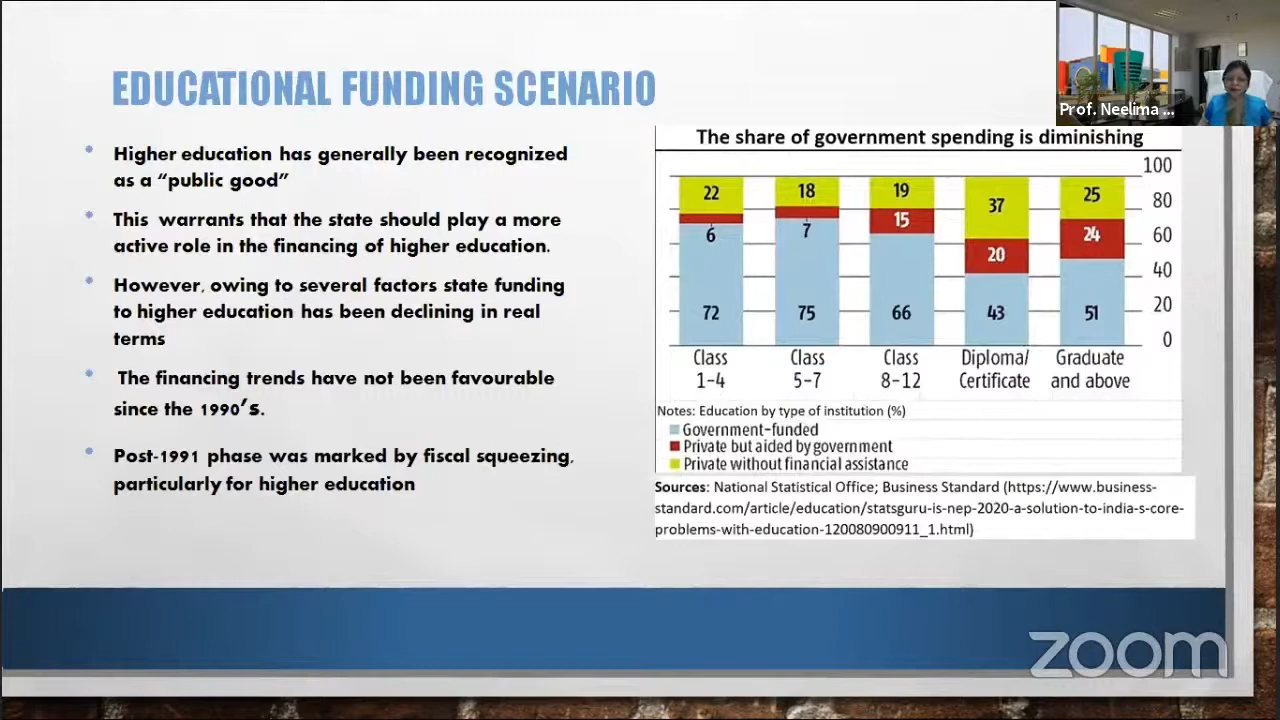 EDUCATIONAL FUNDING SCENARIO
Higher education has generally been recognized
as a “public good”
This warrants that the state should play a more
active role in the financing of higher education.
However, owing to several factors state funding
to higher education has been declining in real
terms
The financing trends have not been favourable
since the 1990’s.
Post-1991 phase was marked by fiscal squeezing,
particularly for higher education
Prof. Neelima ...
The share of government spending is diminishing
100
80
60
40
20
0
22 18 19 37 25
6 7 15 20 24
72 75 66 43 51
Class Class Class Diploma/ Graduate
1–4 5–7 8–12 Certificate and above
Notes: Education by type of institution (%)
Government-funded
Private but aided by government
Private without financial assistance
Sources: National Statistical Office; Business Standard (https://www.business-
standard.com/article/education/statsguru-is-nep-2020-a-solution-to-india-s-core-
problems-with-education-120080900911_1.html)
zoom